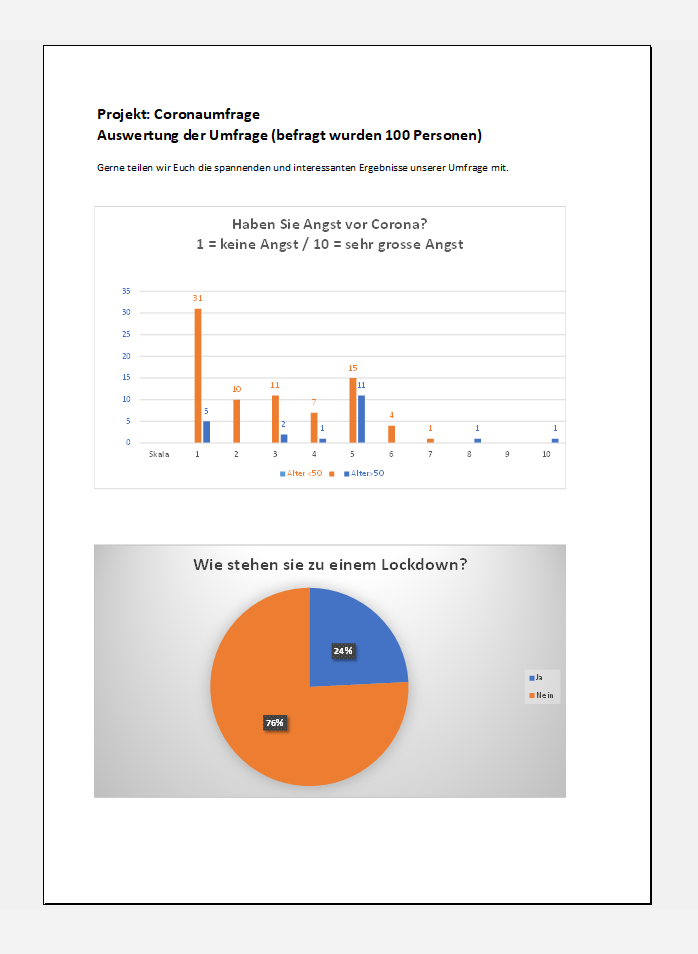 Projekt: Coronaumfrage
Auswertung der Umfrage (befragt wurden 100 Personen)
Gerne teilen wir Euch die spannenden und interessanten Ergebnisse unserer Umfrage mit.
Haben Sie Angst vor Corona?
1 = keine Angst / 10 = sehr grosse Angst
35
30
25
20
15
10
5
0
31
5
10
11
2
7
1
15
11
4
1
1
1
Skala 1 2 3 4 5 6 7 8 9 10
Alter <50 Alter>50
Wie stehen sie zu einem Lockdown?
24%
76%
Ja
Nein